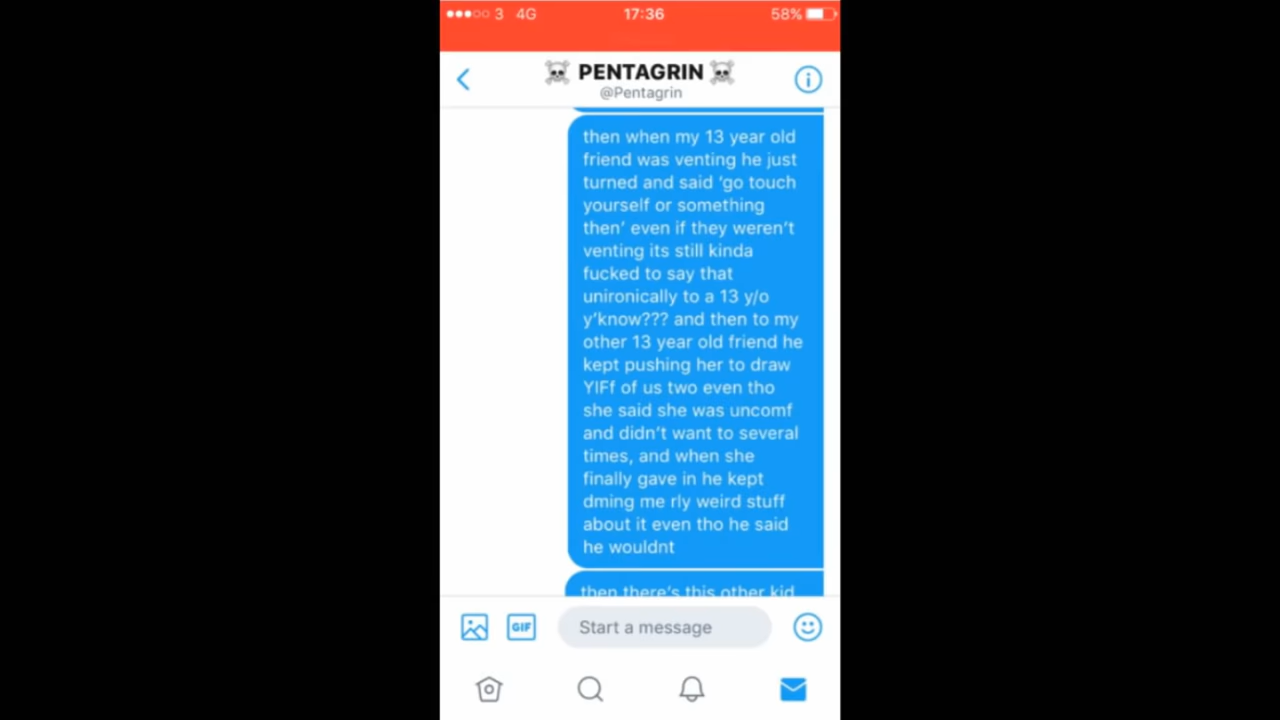 3 4G 17:36 58%
☠️ PENTAGRIN ☠️
@Pentagrin
then when my 13 year old
friend was venting he just
turned and said ‘go touch
yourself or something
then’ even if they weren’t
venting its still kinda
fucked to say that
unironically to a 13 y/o
y’know??? and then to my
other 13 year old friend he
kept pushing her to draw
YIFf of us two even tho
she said she was uncomf
and didn’t want to several
times, and when she
finally gave in he kept
dming me rly weird stuff
about it even tho he said
he wouldnt
then there’s this other kid
GIF
Start a message